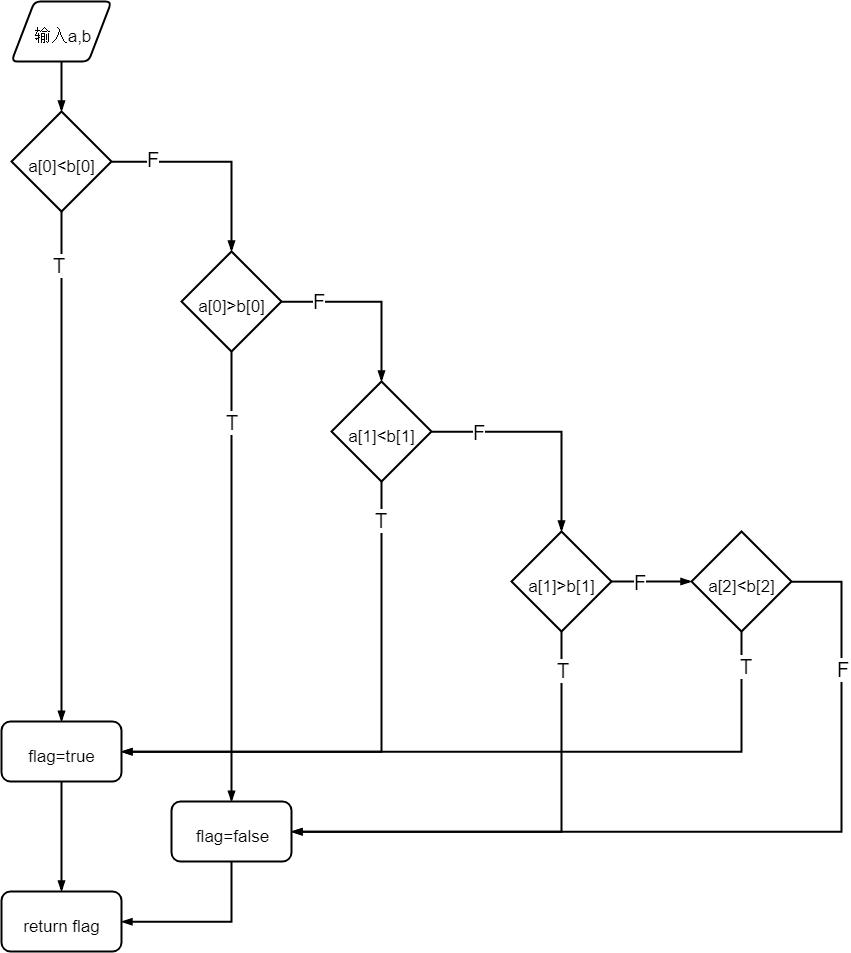 输入a,b
a[0]<b[0]
F
T
a[0]>b[0]
F
T
a[1]<b[1]
F
T
a[1]>b[1]
F
a[2]<b[2]
T
T
F
flag=true
flag=false
return flag